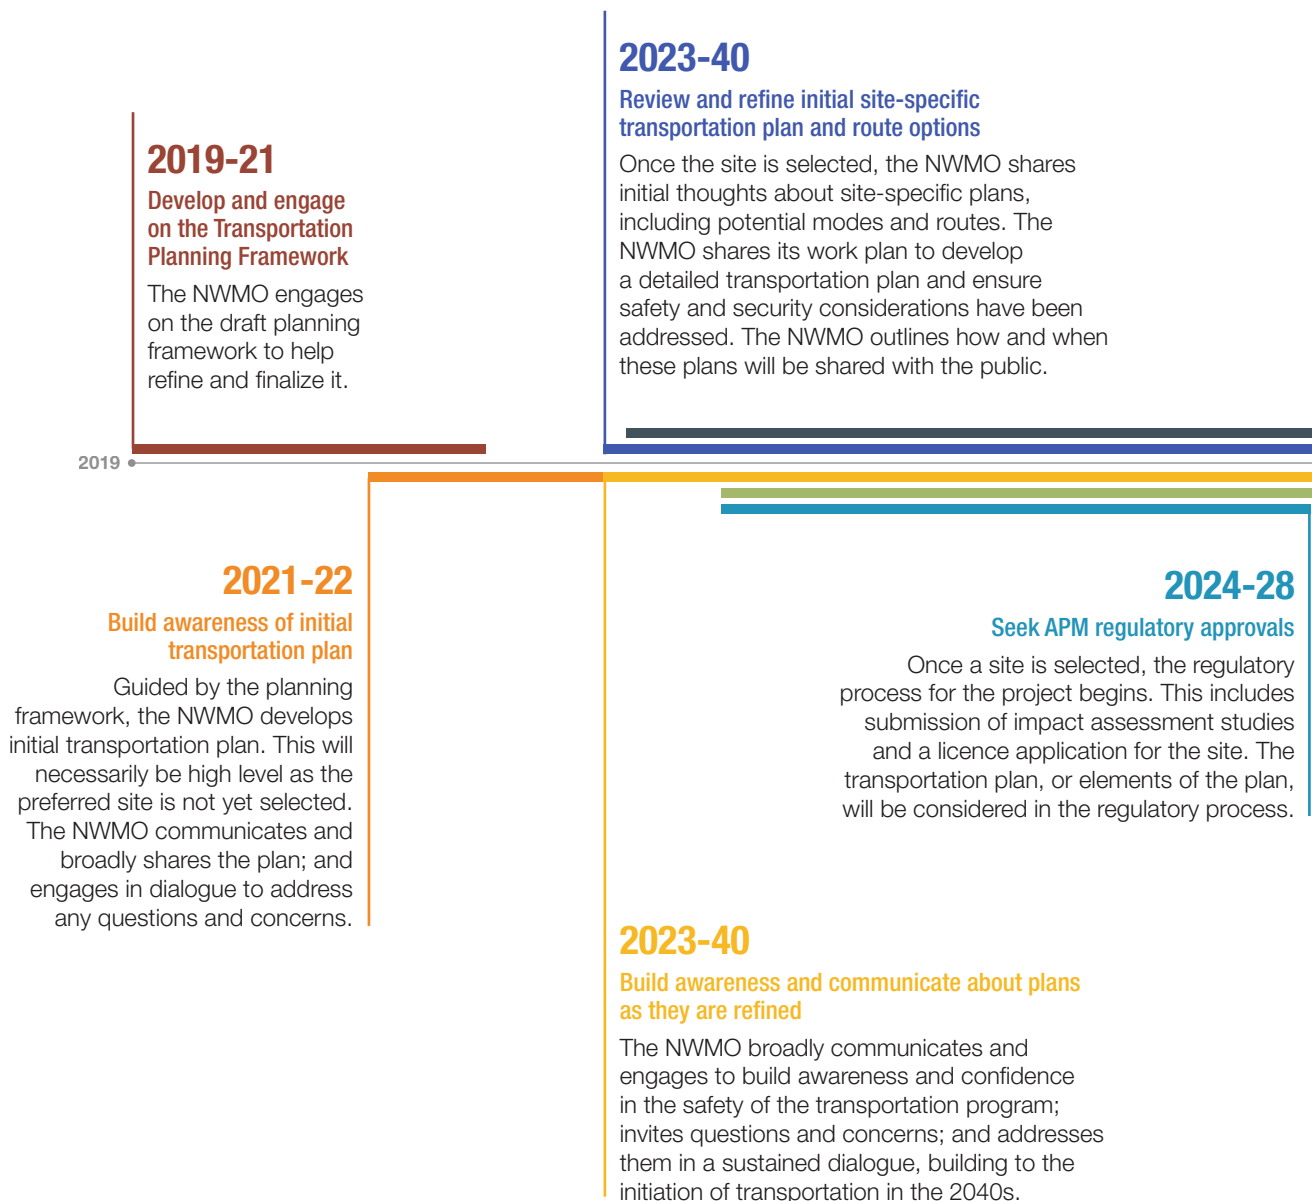 2019-21
Develop and engage
on the Transportation
Planning Framework
The NWMO engages
on the draft planning
framework to help
refine and finalize it.
2023-40
Review and refine initial site-specific
transportation plan and route options
Once the site is selected, the NWMO shares
initial thoughts about site-specific plans,
including potential modes and routes. The
NWMO shares its work plan to develop
a detailed transportation plan and ensure
safety and security considerations have been
addressed. The NWMO outlines how and when
these plans will be shared with the public.
2019
2021-22
Build awareness of initial
transportation plan
Guided by the planning
framework, the NWMO develops
initial transportation plan. This will
necessarily be high level as the
preferred site is not yet selected.
The NWMO communicates and
broadly shares the plan; and
engages in dialogue to address
any questions and concerns.
2024-28
Seek APM regulatory approvals
Once a site is selected, the regulatory
process for the project begins. This includes
submission of impact assessment studies
and a licence application for the site. The
transportation plan, or elements of the plan,
will be considered in the regulatory process.
2023-40
Build awareness and communicate about plans
as they are refined
The NWMO broadly communicates and
engages to build awareness and confidence
in the safety of the transportation program;
invites questions and concerns; and addresses
them in a sustained dialogue, building to the
initiation of transportation in the 2040s.